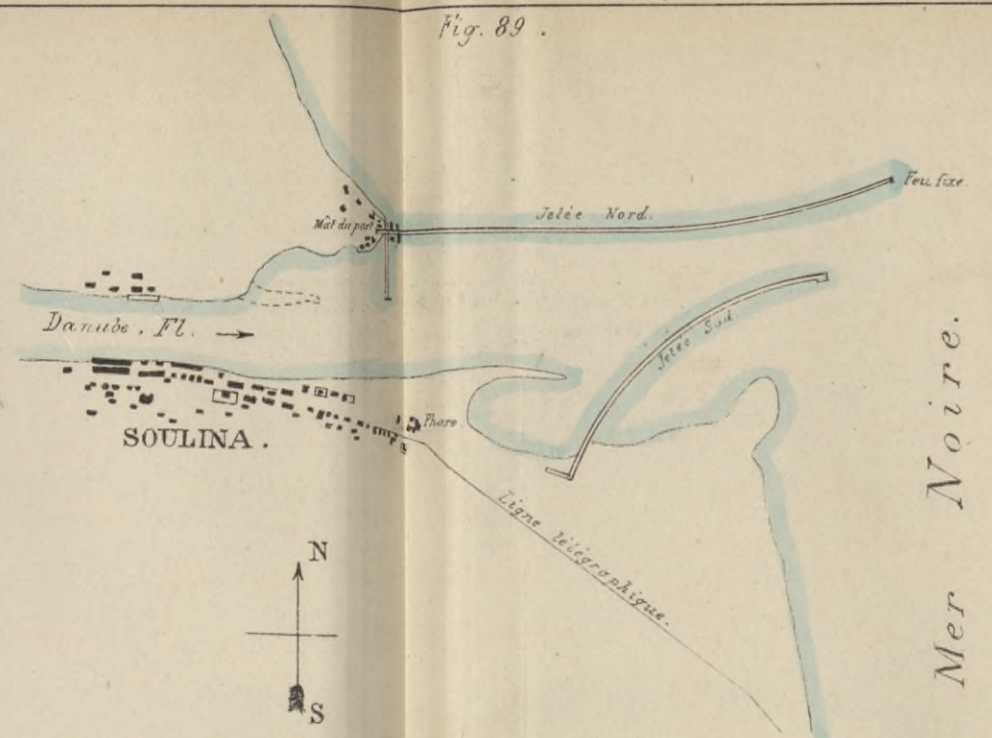 Fig. 89 .
Feu fixe.
Jetée Nord.
Mât du port
Danube, Fl.
Jetée Sud.
Phare.
SOULINA.
Ligne télégraphique.
Mer Noire.
N
S